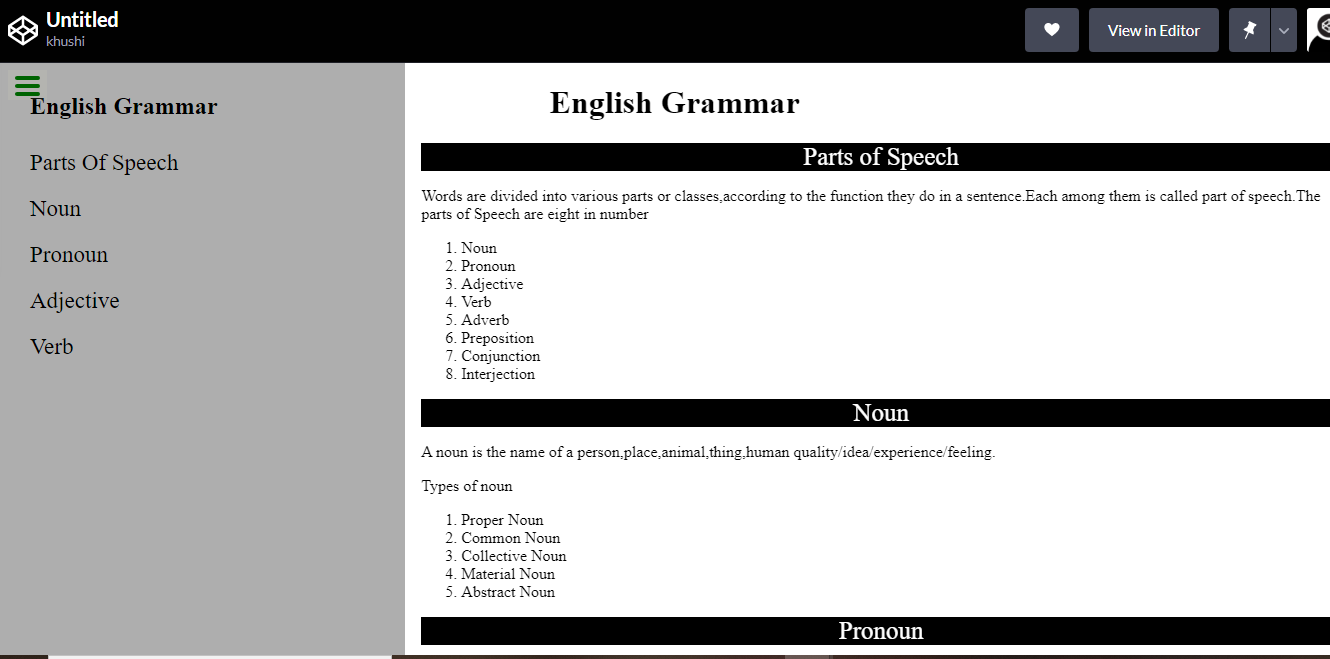 Untitled
khushi
View in Editor
English Grammar
Parts Of Speech
Noun
Pronoun
Adjective
Verb
English Grammar
Parts of Speech
Words are divided into various parts or classes,according to the function they do in a sentence.Each among them is called part of speech.The
parts of Speech are eight in number
1. Noun
2. Pronoun
3. Adjective
4. Verb
5. Adverb
6. Preposition
7. Conjunction
8. Interjection
Noun
A noun is the name of a person,place,animal,thing,human quality/idea/experience/feeling.
Types of noun
1. Proper Noun
2. Common Noun
3. Collective Noun
4. Material Noun
5. Abstract Noun
Pronoun